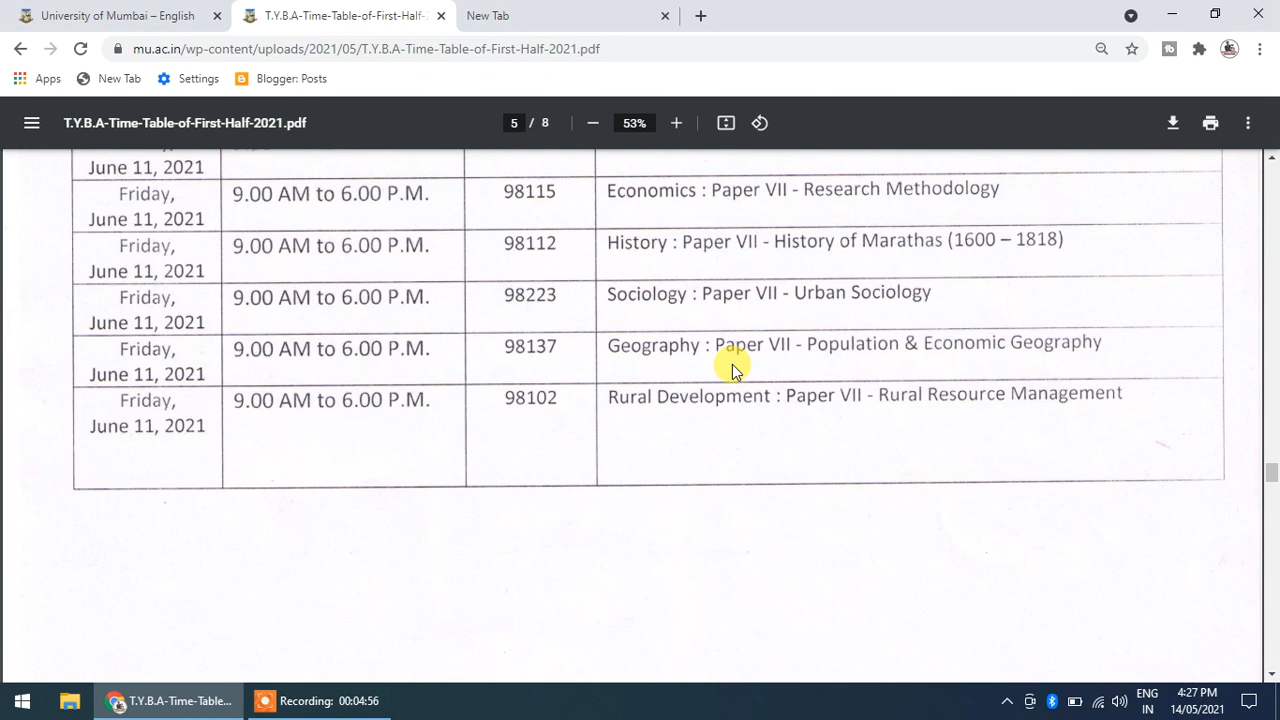 University of Mumbai – English
T.Y.B.A-Time-Table-of-First-Half-
New Tab
mu.ac.in/wp-content/uploads/2021/05/T.Y.B.A-Time-Table-of-First-Half-2021.pdf
Apps
New Tab
Settings
Blogger: Posts
T.Y.B.A-Time-Table-of-First-Half-2021.pdf
5 / 8
53%
June 11, 2021
Friday,
9.00 AM to 6.00 P.M.
98115
Economics : Paper VII - Research Methodology
June 11, 2021
Friday,
9.00 AM to 6.00 P.M.
98112
History : Paper VII - History of Marathas (1600 – 1818)
June 11, 2021
Friday,
9.00 AM to 6.00 P.M.
98223
Sociology : Paper VII - Urban Sociology
June 11, 2021
Friday,
9.00 AM to 6.00 P.M.
98137
Geography : Paper VII - Population & Economic Geography
June 11, 2021
Friday,
9.00 AM to 6.00 P.M.
98102
Rural Development : Paper VII - Rural Resource Management
June 11, 2021
T.Y.B.A-Time-Table...
Recording: 00:04:56
ENG
IN
4:27 PM
14/05/2021